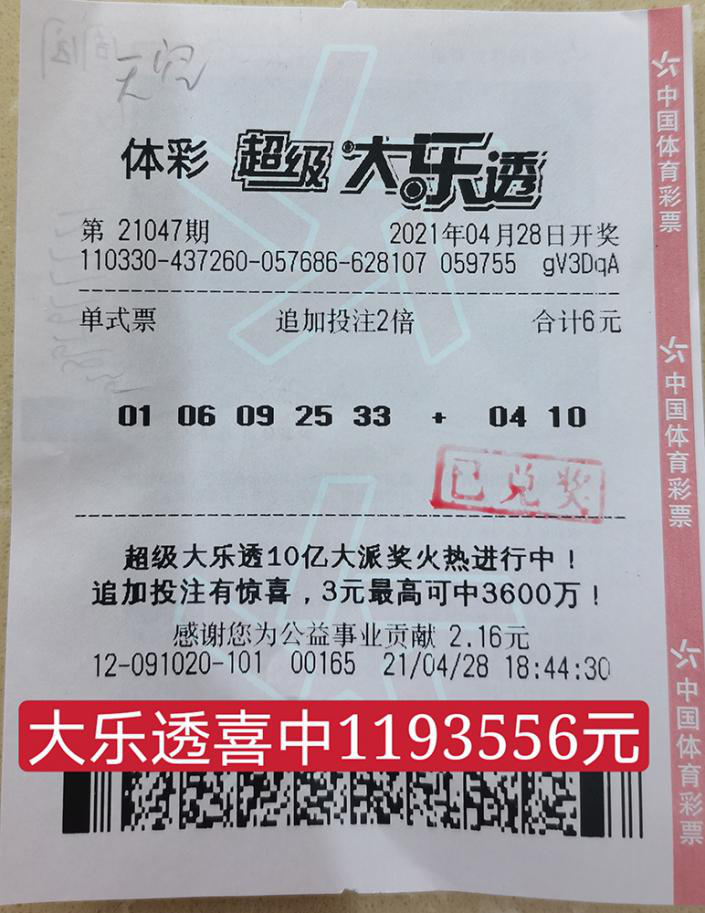 体彩 超级大乐透
第 21047期 2021年04月28日开奖
110330-437260-057686-628107 059755 gV3DqA
单式票 追加投注2倍 合计6元
01 06 09 25 33 + 04 10
已兑奖
超级大乐透10亿大派奖火热进行中！
追加投注有惊喜，3元最高可中3600万！
感谢您为公益事业贡献 2.16元
12-091020-101 00165 21/04/28 18:44:30
大乐透喜中1193556元
中国体育彩票
中国体育彩票
中国体育彩票